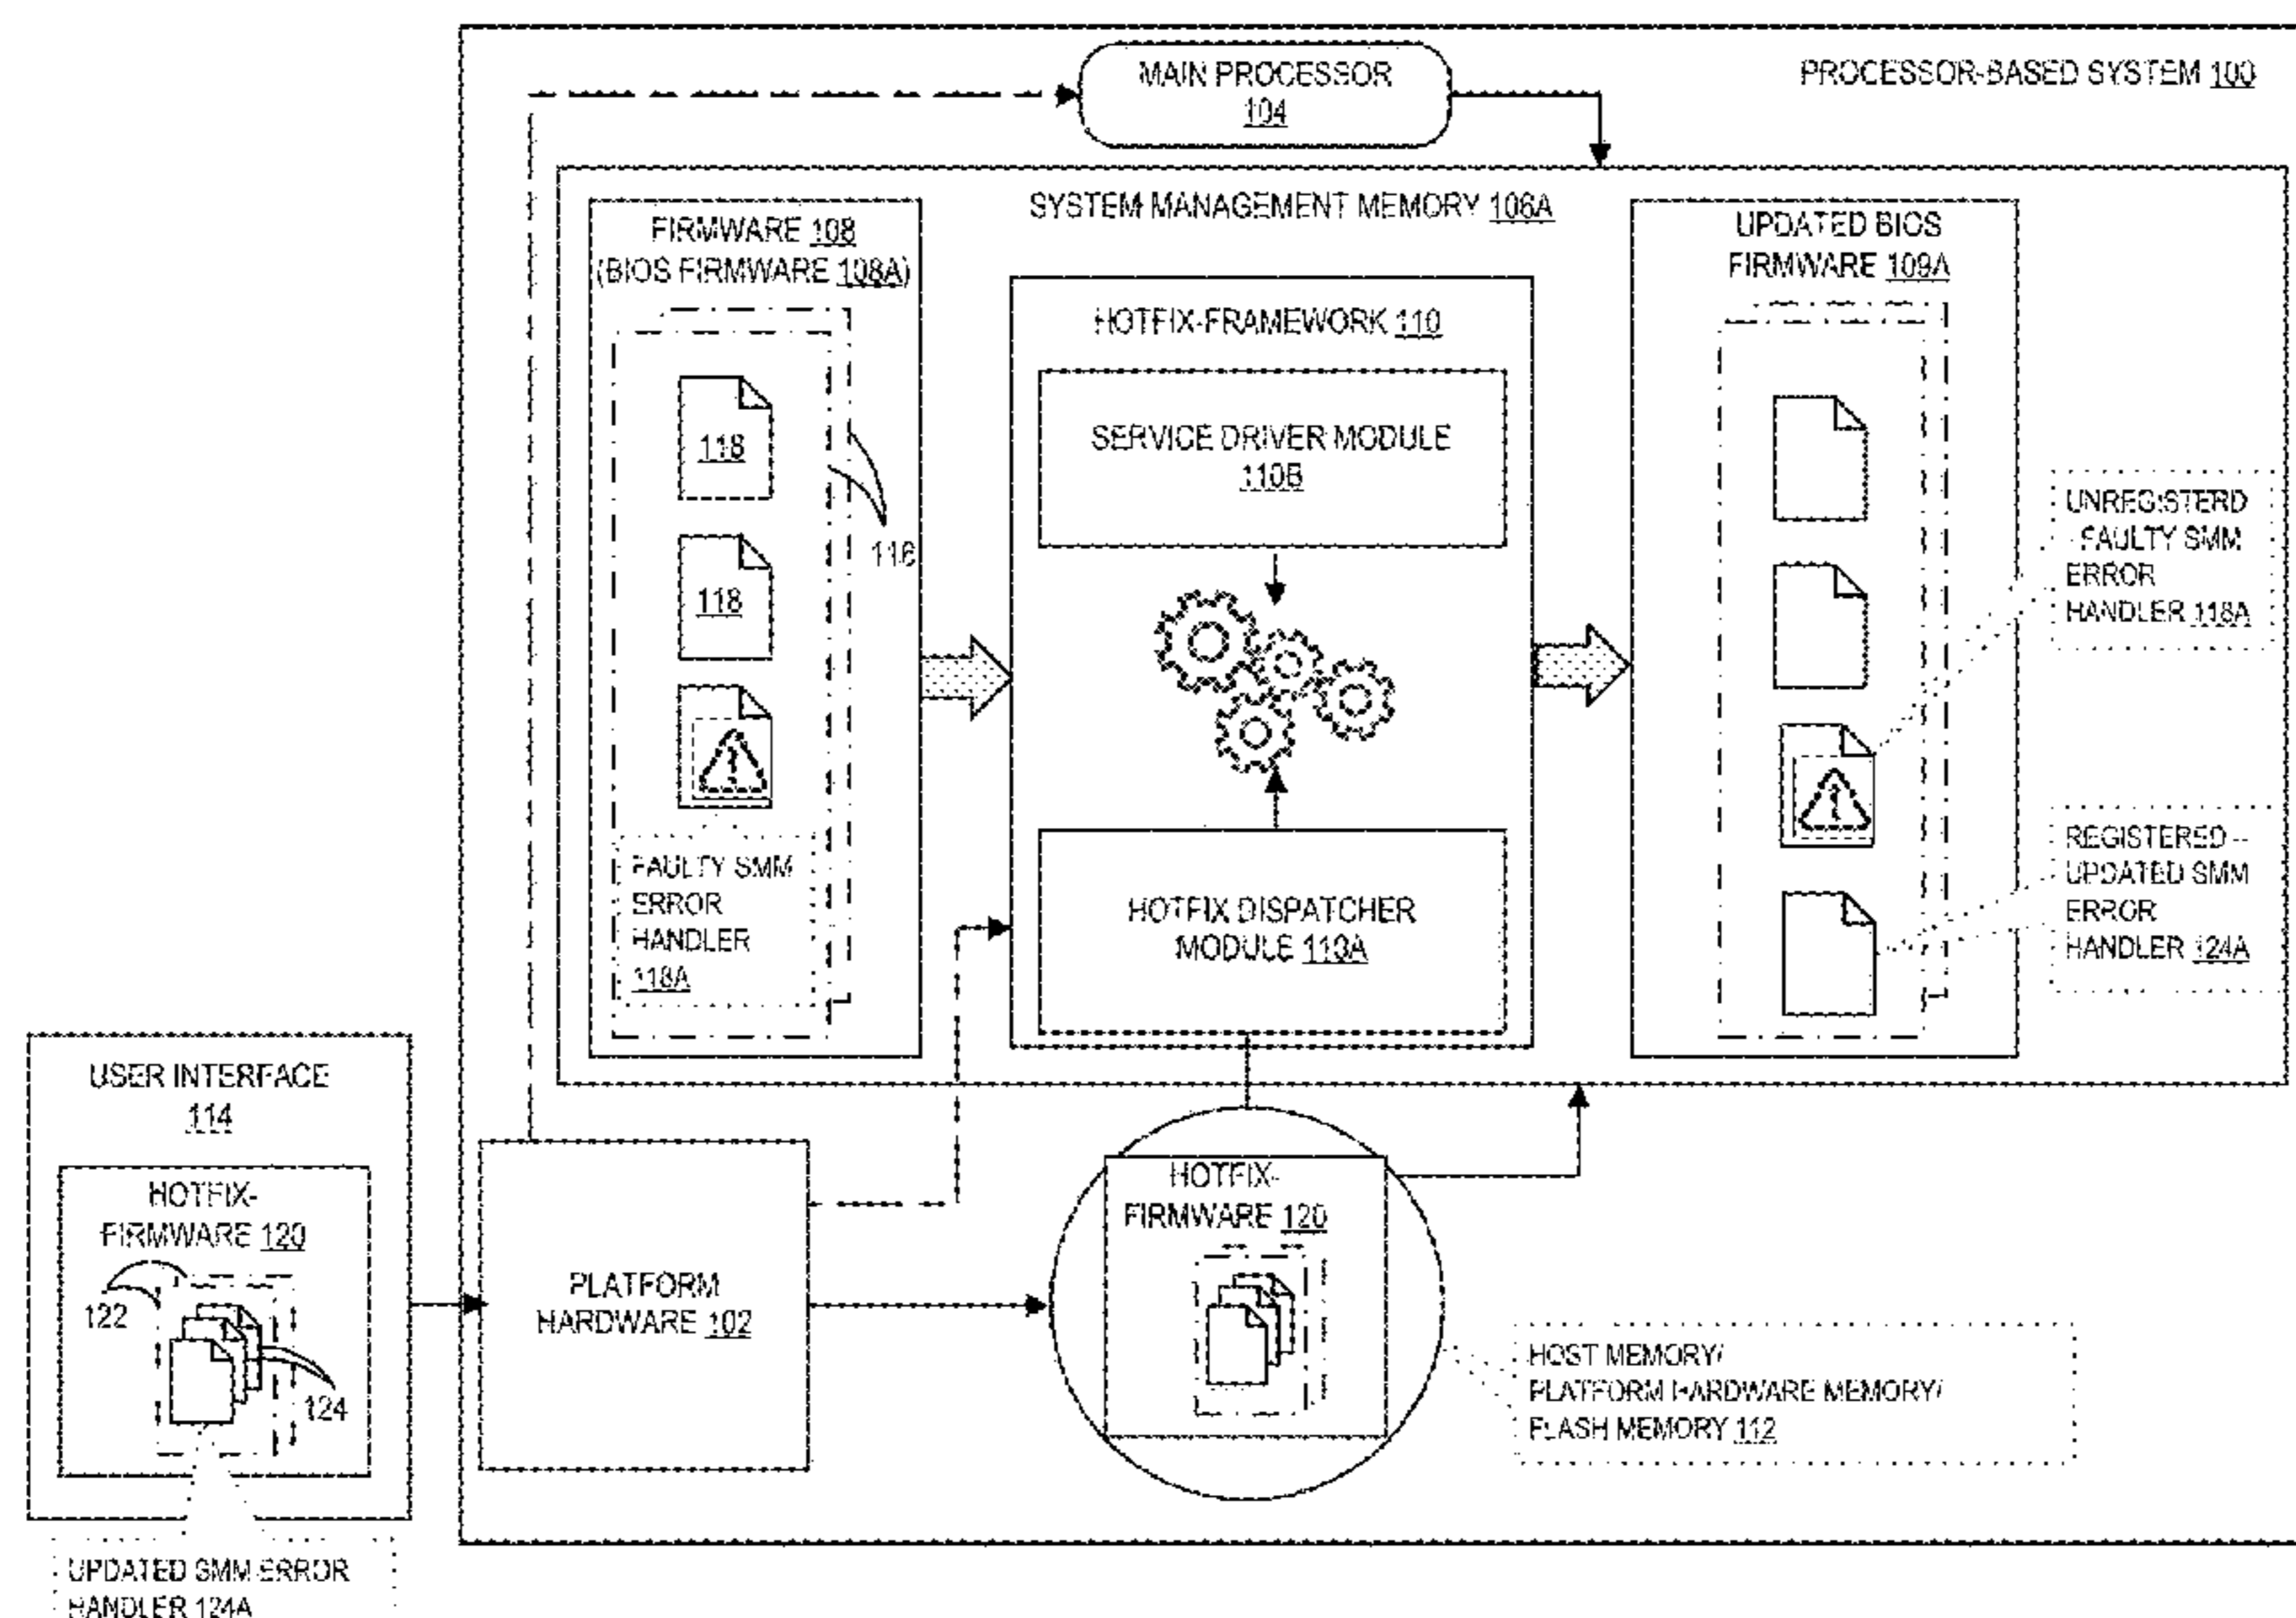 MAIN PROCESSOR
104
PROCESSOR-BASED SYSTEM 100
SYSTEM MANAGEMENT MEMORY 106A
FIRMWARE 108
(BIOS FIRMWARE 108A)
118
118
116
FAULTY SMM
ERROR
HANDLER
118A
HOTFIX-FRAMEWORK 110
SERVICE DRIVER MODULE
110B
HOTFIX DISPATCHER
MODULE 110A
UPDATED BIOS
FIRMWARE 109A
UNREGISTERD
-FAULTY SMM
ERROR
HANDLER 118A
REGISTERED --
UPDATED SMM
ERROR
HANDLER 124A
USER INTERFACE
114
HOTFIX-
FIRMWARE 120
122
124
UPDATED SMM ERROR
HANDLER 124A
PLATFORM
HARDWARE 102
HOTFIX-
FIRMWARE 120
HOST MEMORY/
PLATFORM HARDWARE MEMORY/
FLASH MEMORY 112